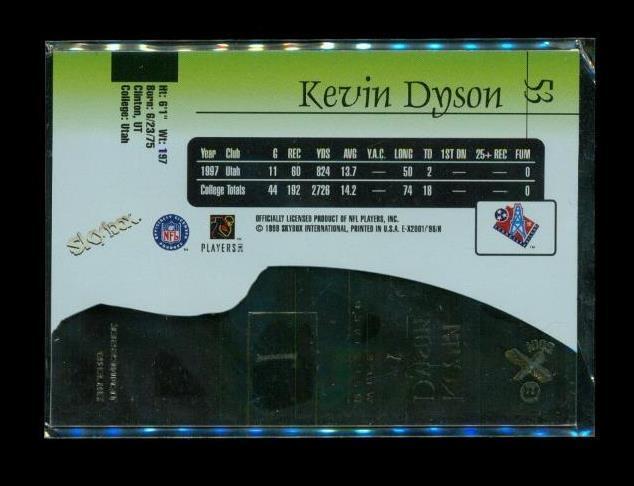 Kevin Dyson
53
Ht: 6'1" Wt: 197
Born: 6/23/75
Clinton, UT
College: Utah
Year Club G REC YDS AVG Y.A.C. LONG TD 1ST DN 25+ REC FUM
1997 Utah 11 60 824 13.7 — 50 2 — — 0
College Totals 44 192 2726 14.2 — 74 18 — — 0
OFFICIALLY LICENSED PRODUCT OF NFL PLAYERS, INC.
© 1998 SKYBOX INTERNATIONAL, PRINTED IN U.S.A. E-X2001/'98/N
SkyBox
NFL
PLAYERS INC
TM